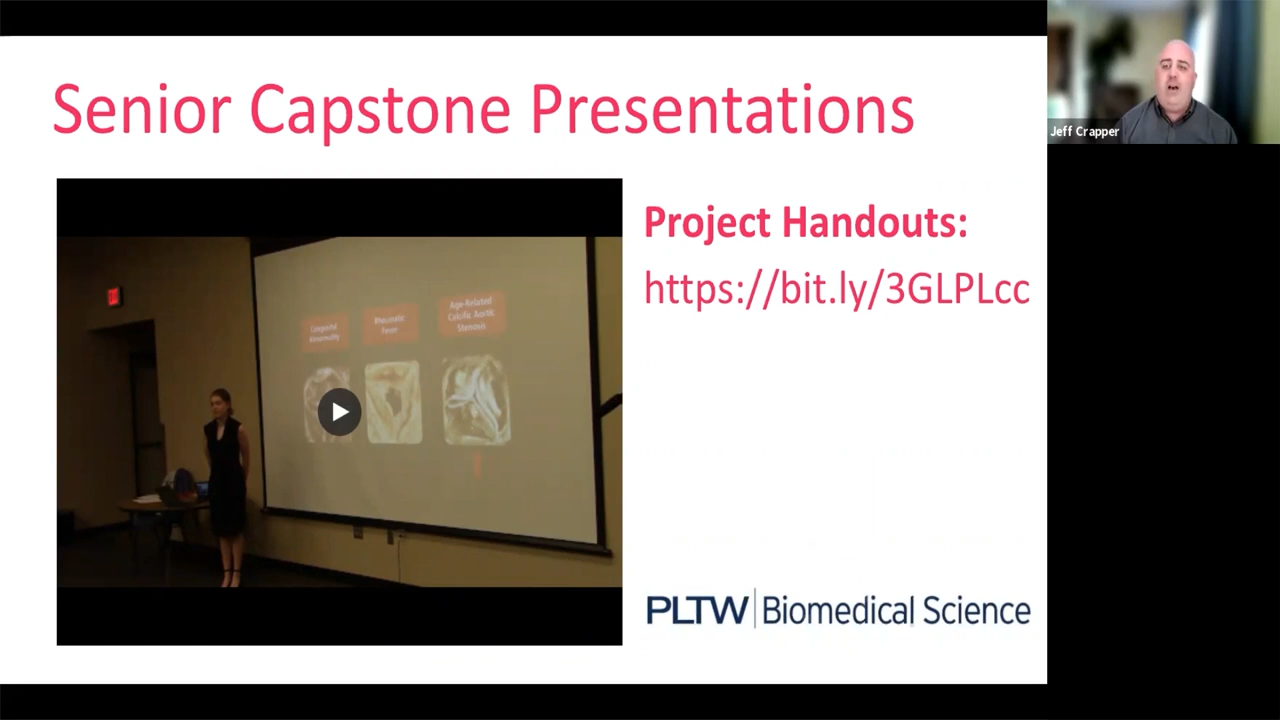 Senior Capstone Presentations
Jeff Crapper
Project Handouts:
https://bit.ly/3GLPLcc
Congenital
Abnormality
Rheumatic
Fever
Age-Related
Calcific Aortic
Stenosis
PLTW | Biomedical Science